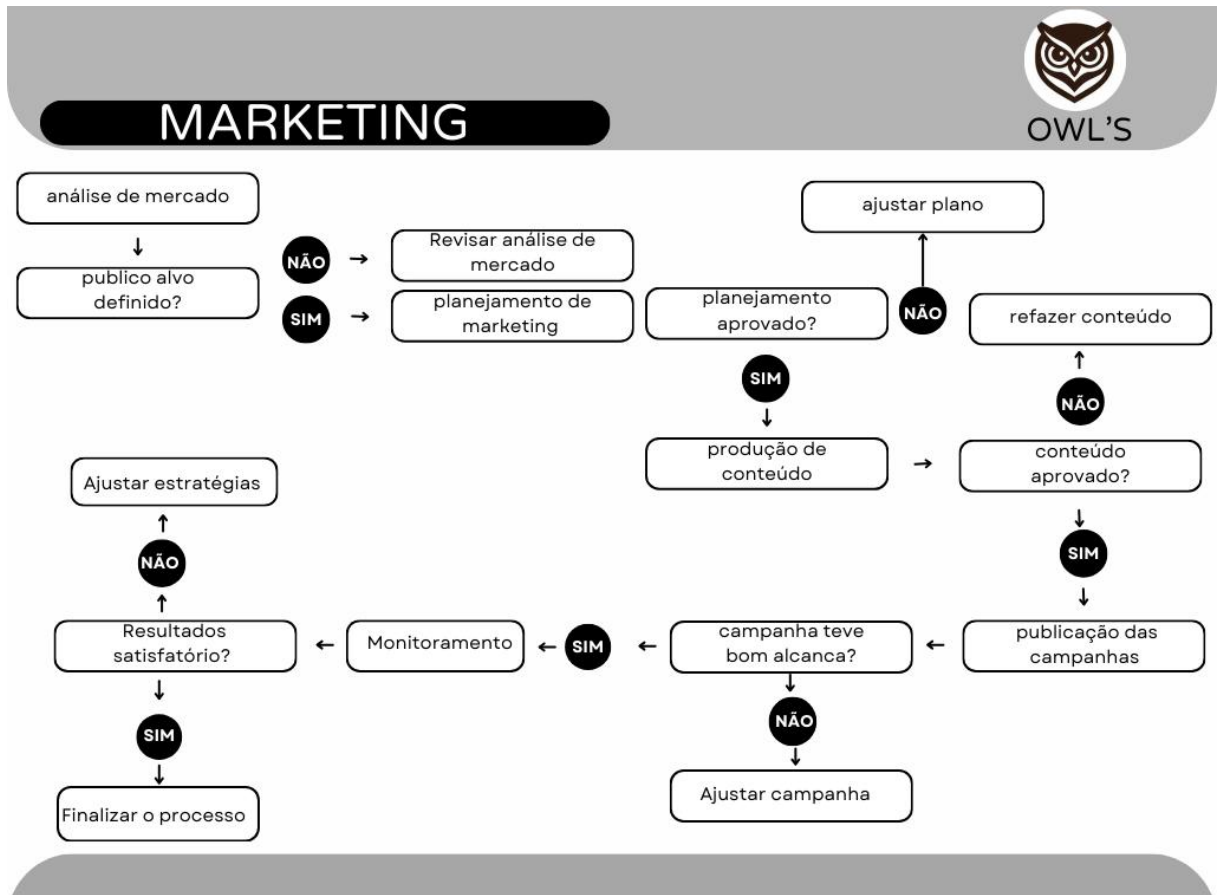 MARKETING
OWL'S
análise de mercado
publico alvo
definido?
NÃO
Revisar análise de
mercado
SIM
planejamento de
marketing
planejamento
aprovado?
NÃO
ajustar plano
SIM
produção de
conteúdo
conteúdo
aprovado?
NÃO
refazer conteúdo
SIM
publicação das
campanhas
campanha teve
bom alcanca?
NÃO
Ajustar campanha
SIM
Monitoramento
Resultados
satisfatório?
NÃO
Ajustar estratégias
SIM
Finalizar o processo